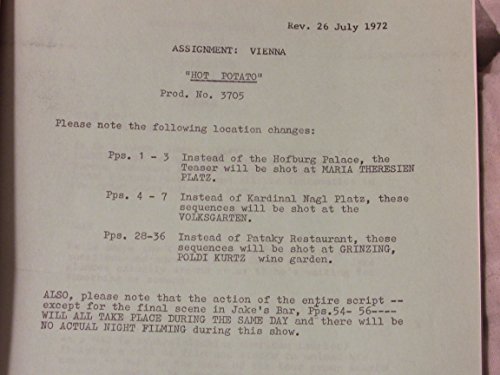 Rev. 26 July 1972
ASSIGNMENT: VIENNA
"HOT POTATO"
Prod. No. 3705
Please note the following location changes:
Pps. 1 - 3 Instead of the Hofburg Palace, the
Teaser will be shot at MARIA THERESIEN
PLATZ.
Pps. 4 - 7 Instead of Kardinal Nagl Platz, these
sequences will be shot at the
VOLKSGARTEN.
Pps. 28-36 Instead of Pataky Restaurant, these
sequences will be shot at GRINZING,
POLDI KURTZ wine garden.
ALSO, please note that the action of the entire script --
except for the final scene in Jake's Bar, Pps.54- 56----
WILL ALL TAKE PLACE DURING THE SAME DAY and there will be
NO ACTUAL NIGHT FILMING during this show.